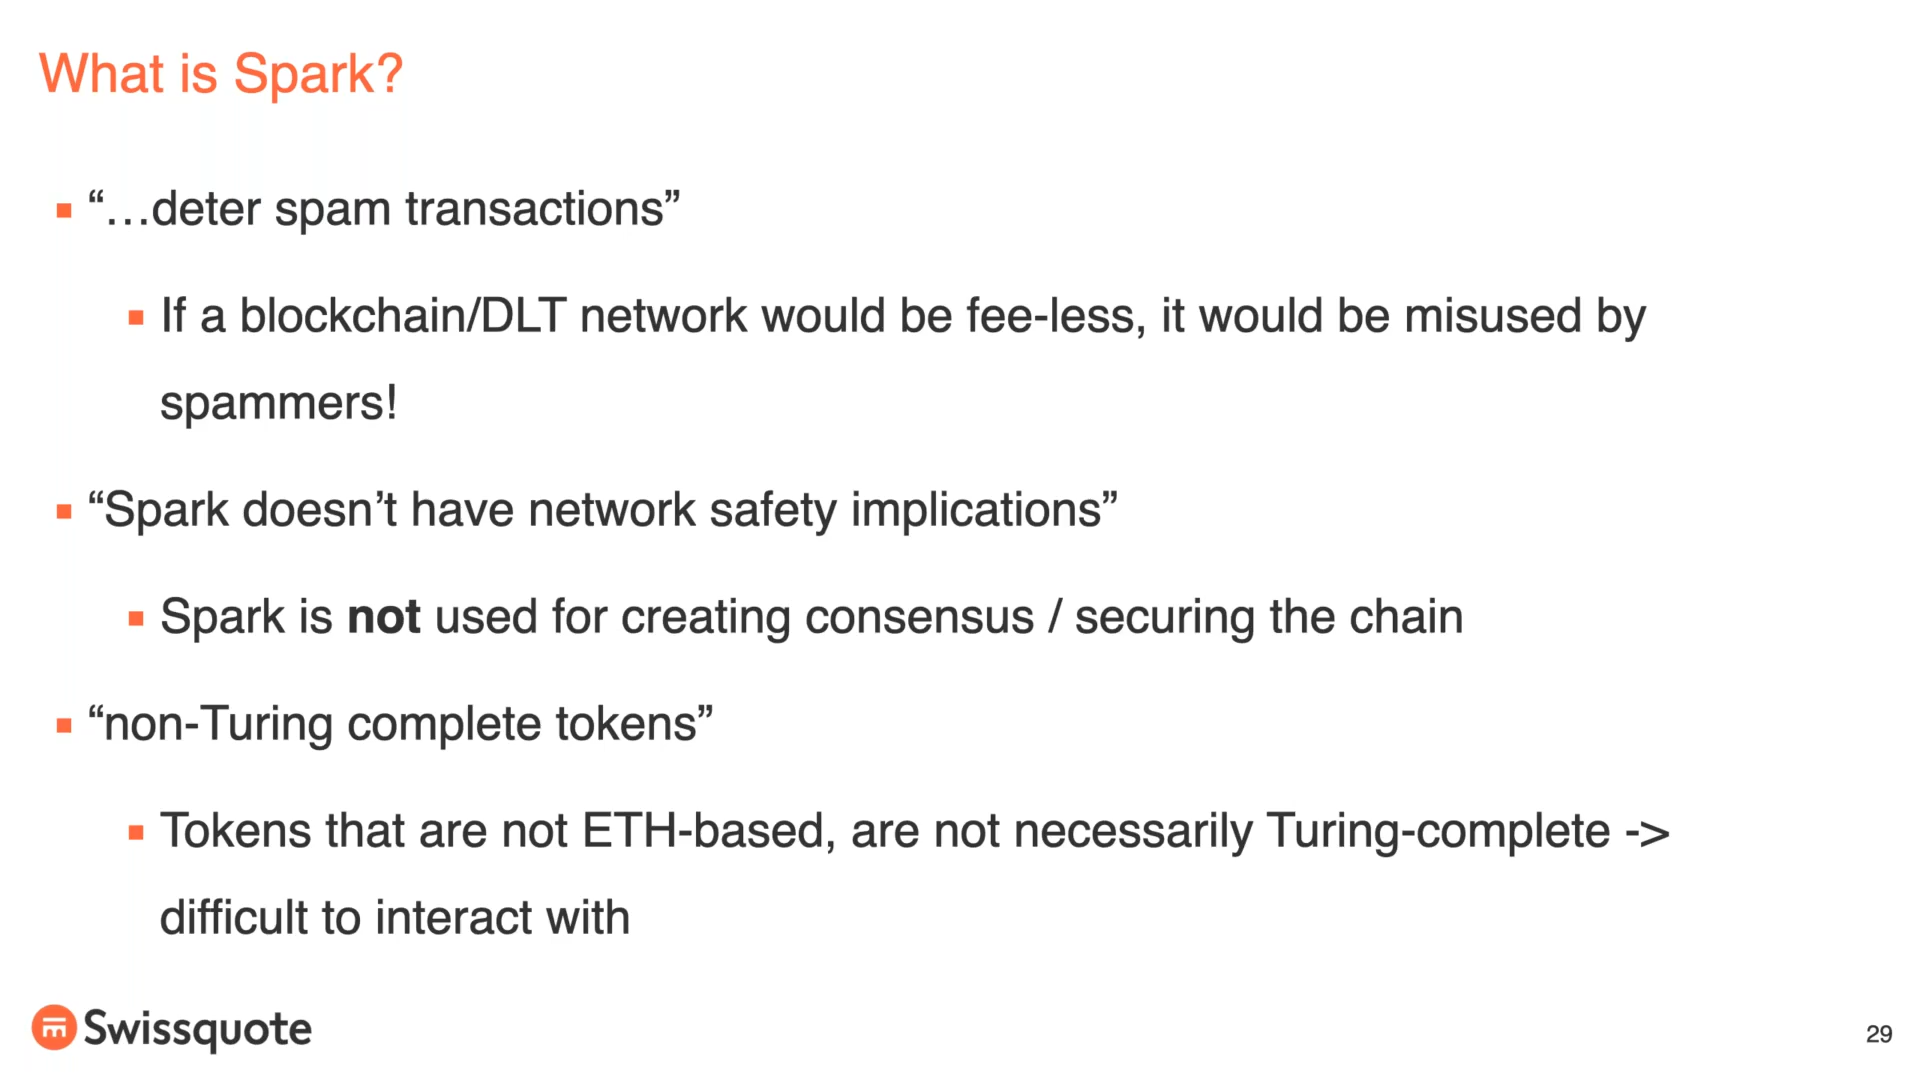 What is Spark?
“…deter spam transactions”
If a blockchain/DLT network would be fee-less, it would be misused by
spammers!
“Spark doesn’t have network safety implications”
Spark is not used for creating consensus / securing the chain
“non-Turing complete tokens”
Tokens that are not ETH-based, are not necessarily Turing-complete ->
difficult to interact with
Swissquote
29